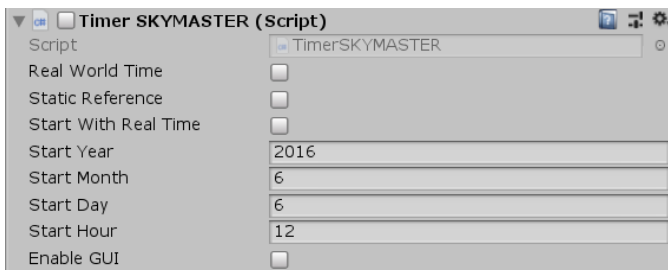 Timer SKYMASTER (Script)
Script TimerSKYMASTER
Real World Time
Static Reference
Start With Real Time
Start Year 2016
Start Month 6
Start Day 6
Start Hour 12
Enable GUI